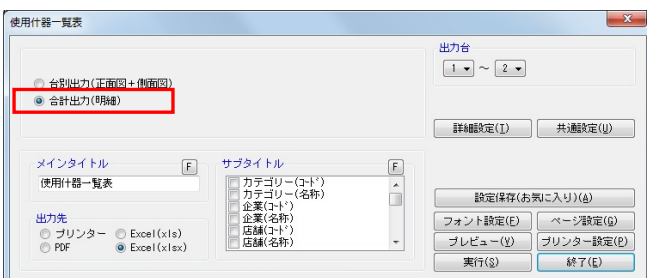 使用什器一覧表
出力台
1 ～ 2
台別出力(正面図+側面図)
合計出力(明細)
詳細設定(I)
共通設定(U)
メインタイトル
F
使用什器一覧表
サブタイトル
F
カテゴリー(コード)
カテゴリー(名称)
企業(コード)
企業(名称)
店舗(コード)
店舗(名称)
出力先
プリンター
Excel(xls)
PDF
Excel(xlsx)
設定保存(お気に入り)(A)
フォント設定(F)
ページ設定(G)
プレビュー(V)
プリンター設定(P)
実行(S)
終了(E)